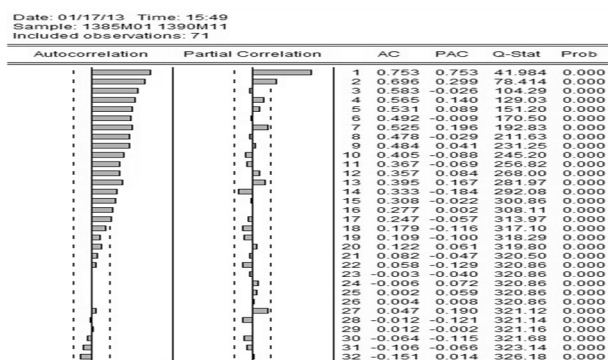 Date: 01/17/13 Time: 15:49
Sample: 1385M01 1390M11
Included observations: 71
Autocorrelation Partial Correlation AC PAC Q-Stat Prob
1 0.753 0.753 41.984 0.000
2 0.696 0.299 78.414 0.000
3 0.583 -0.026 104.29 0.000
4 0.565 0.140 129.03 0.000
5 0.531 0.089 151.20 0.000
6 0.492 -0.009 170.50 0.000
7 0.525 0.196 192.83 0.000
8 0.478 -0.029 211.63 0.000
9 0.484 0.041 231.25 0.000
10 0.405 -0.088 245.20 0.000
11 0.367 -0.069 256.82 0.000
12 0.357 0.084 268.00 0.000
13 0.395 0.167 281.97 0.000
14 0.333 -0.184 292.08 0.000
15 0.308 -0.022 300.86 0.000
16 0.277 0.002 308.11 0.000
17 0.247 -0.057 313.97 0.000
18 0.179 -0.116 317.10 0.000
19 0.109 -0.100 318.29 0.000
20 0.122 0.061 319.80 0.000
21 0.082 -0.047 320.50 0.000
22 0.058 -0.129 320.86 0.000
23 -0.003 -0.040 320.86 0.000
24 -0.006 0.072 320.86 0.000
25 0.002 0.059 320.86 0.000
26 0.004 0.008 320.86 0.000
27 0.047 0.190 321.12 0.000
28 -0.012 -0.121 321.14 0.000
29 0.012 -0.002 321.16 0.000
30 -0.064 -0.115 321.68 0.000
31 -0.106 -0.066 323.14 0.000
32 -0.151 0.014 326.18 0.000